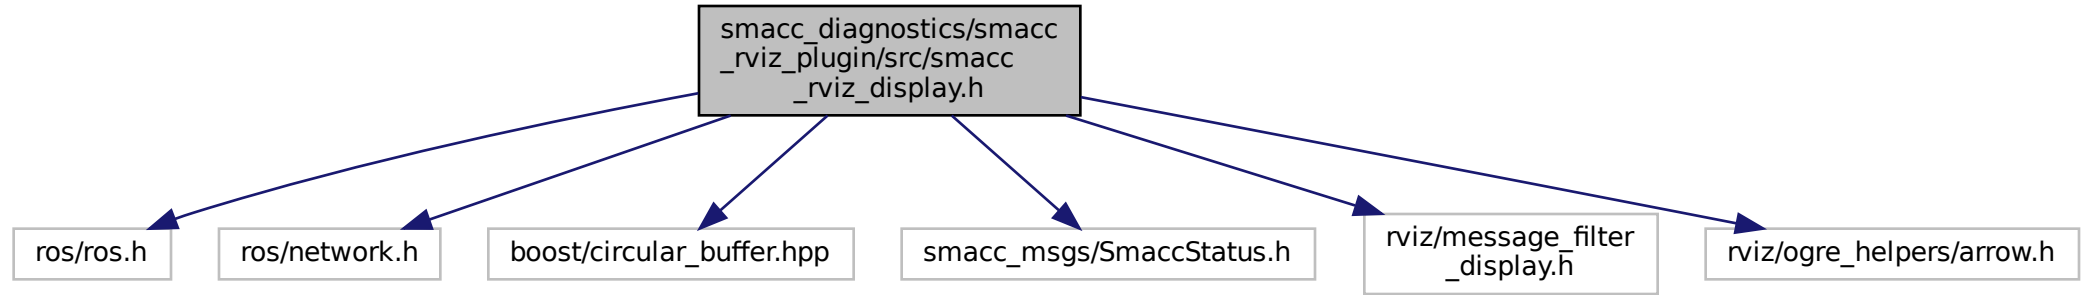 smacc_diagnostics/smacc
_rviz_plugin/src/smacc
_rviz_display.h
ros/ros.h
ros/network.h
boost/circular_buffer.hpp
smacc_msgs/SmaccStatus.h
rviz/message_filter
_display.h
rviz/ogre_helpers/arrow.h